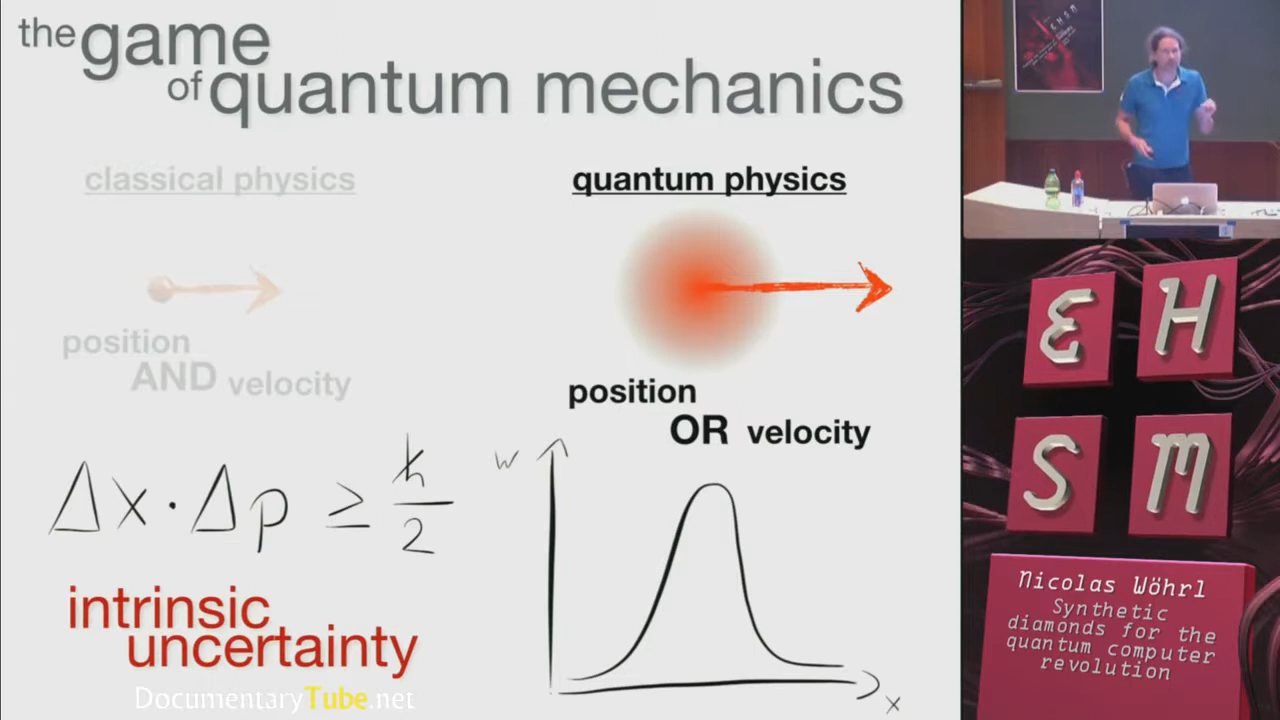 the game
of quantum mechanics
classical physics
position
AND velocity
quantum physics
position
OR velocity
Δx · Δp ≥ ℏ/2
W
x
intrinsic
uncertainty
DocumentaryTube.net
EHSM
E H
S M
Nicolas Wöhrl
Synthetic
diamonds for the
quantum computer
revolution